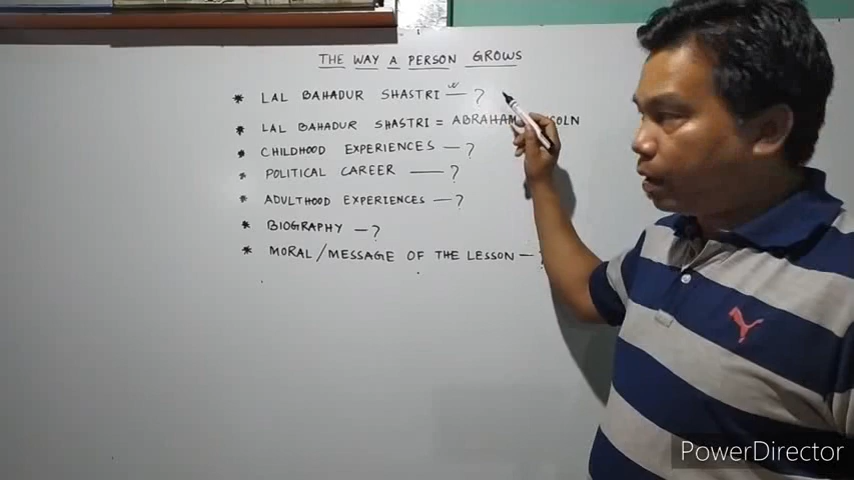 THE WAY A PERSON GROWS
* LAL BAHADUR SHASTRI — ?
* LAL BAHADUR SHASTRI = ABRAHAM
* CHILDHOOD EXPERIENCES — ?
* POLITICAL CAREER — ?
* ADULTHOOD EXPERIENCES — ?
* BIOGRAPHY — ?
* MORAL/MESSAGE OF THE LESSON —
PowerDirector